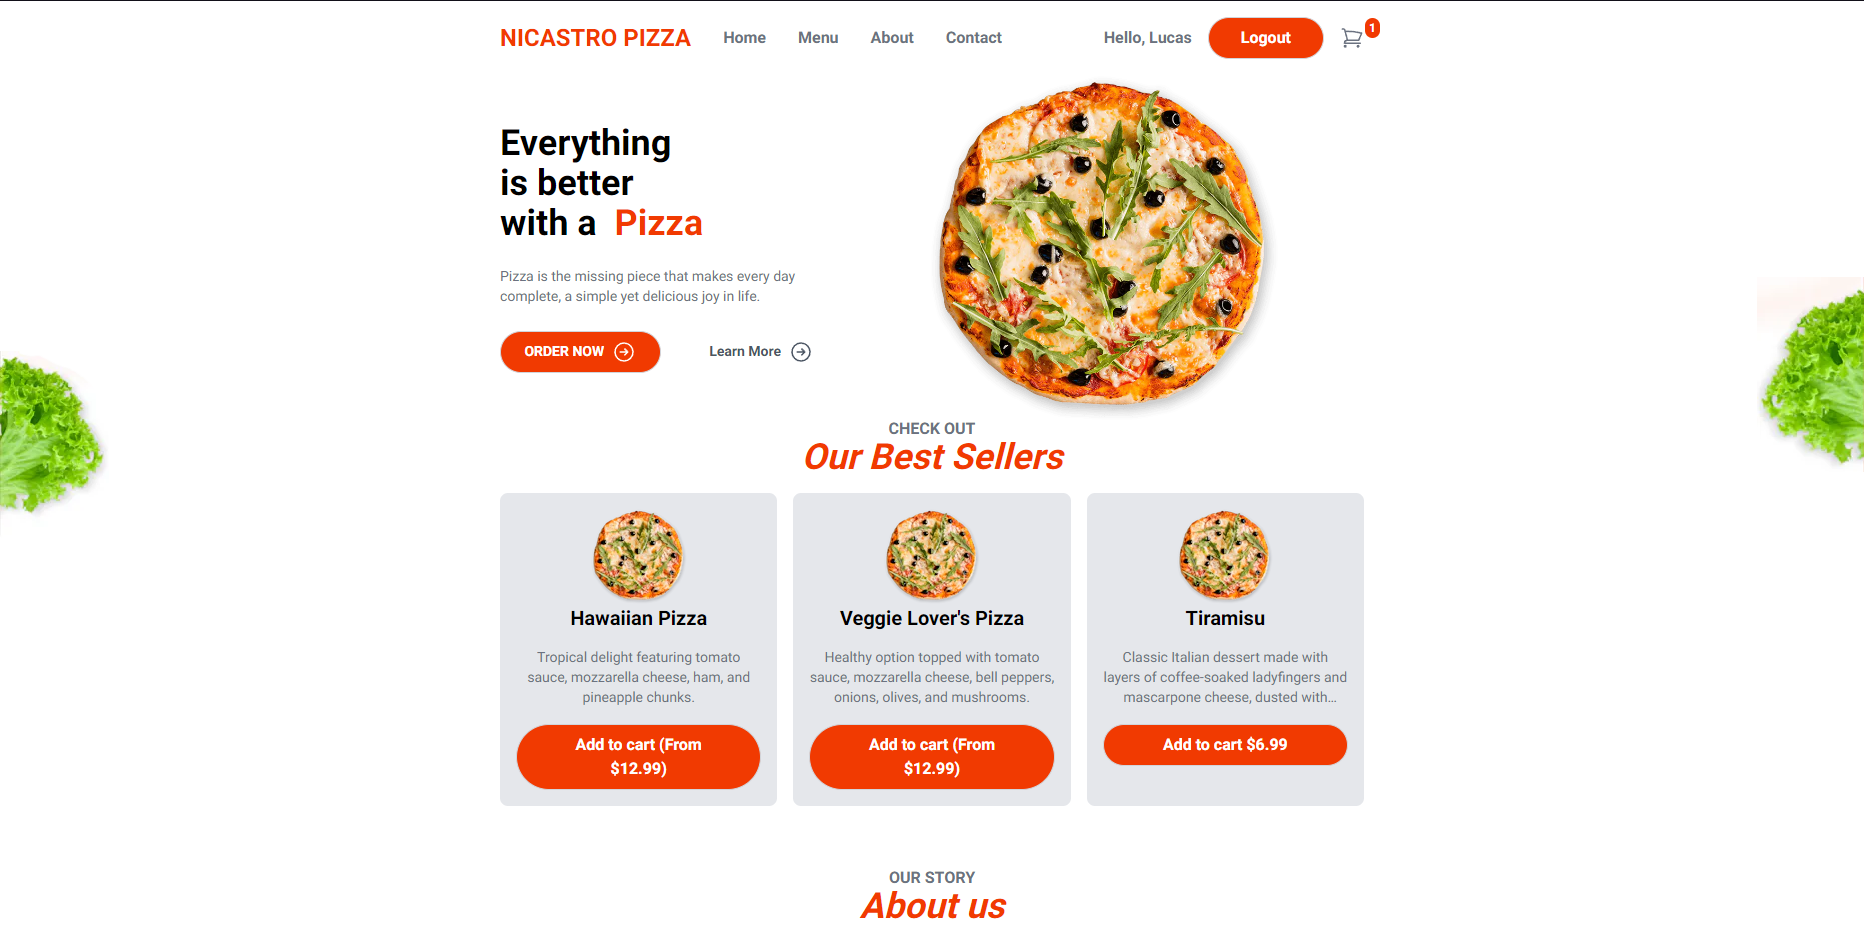 NICASTRO PIZZA Home Menu About Contact Hello, Lucas Logout 1
Everything
is better
with a Pizza
Pizza is the missing piece that makes every day
complete, a simple yet delicious joy in life.
ORDER NOW Learn More
CHECK OUT
Our Best Sellers
Hawaiian Pizza
Tropical delight featuring tomato
sauce, mozzarella cheese, ham, and
pineapple chunks.
Add to cart (From
$12.99)
Veggie Lover's Pizza
Healthy option topped with tomato
sauce, mozzarella cheese, bell peppers,
onions, olives, and mushrooms.
Add to cart (From
$12.99)
Tiramisu
Classic Italian dessert made with
layers of coffee-soaked ladyfingers and
mascarpone cheese, dusted with...
Add to cart $6.99
OUR STORY
About us